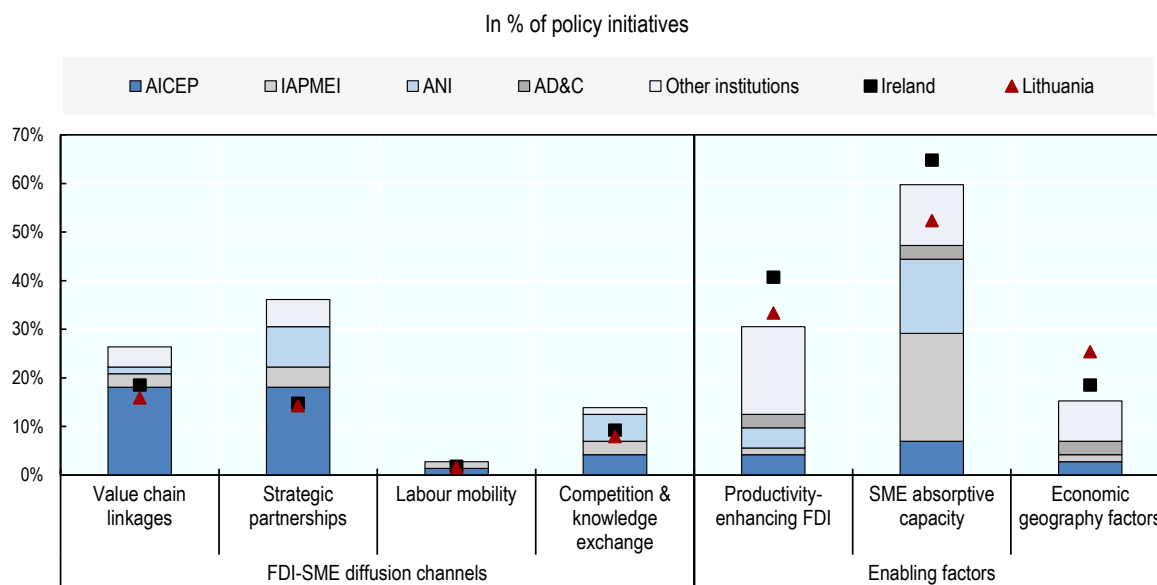 In % of policy initiatives
AICEP IAPMEI ANI AD&C Other institutions Ireland Lithuania
70%
60%
50%
40%
30%
20%
10%
0%
Value chain linkages
Strategic partnerships
Labour mobility
Competition & knowledge exchange
Productivity-enhancing FDI
SME absorptive capacity
Economic geography factors
FDI-SME diffusion channels
Enabling factors